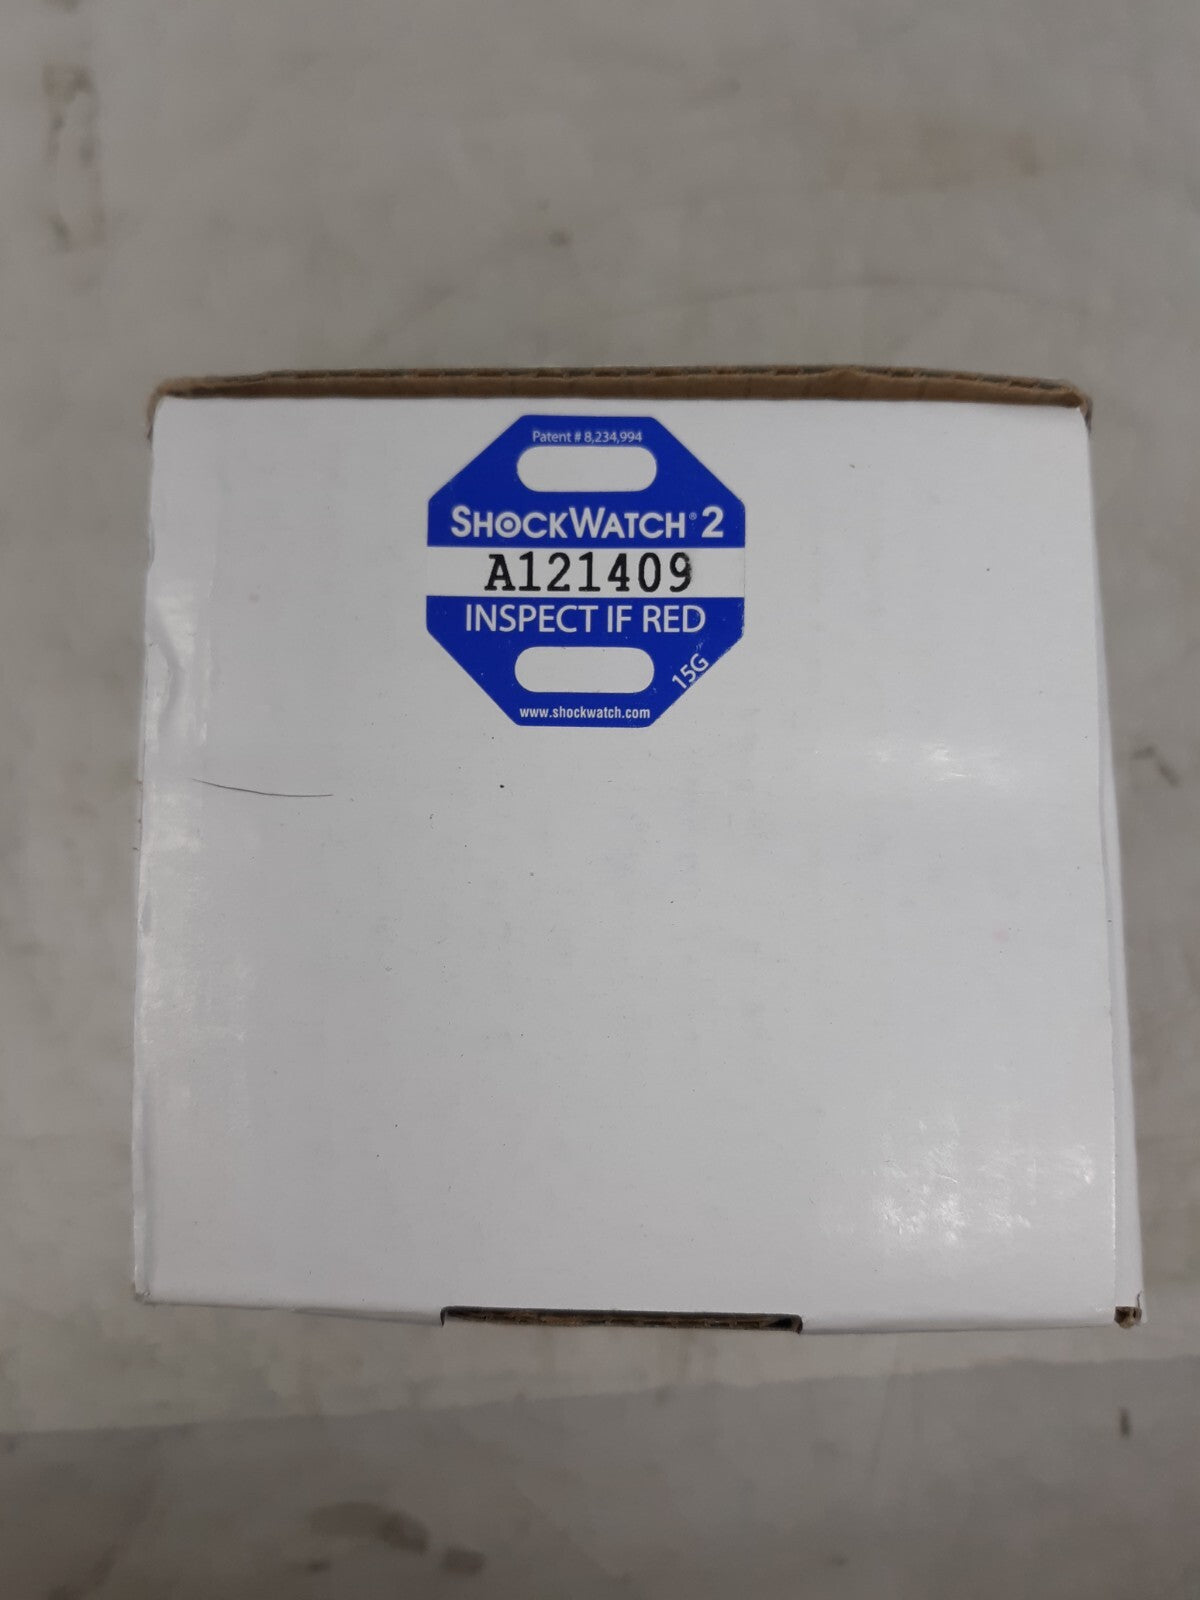 Patent # 8,234,994
SHOCKWATCH® 2
A121409
INSPECT IF RED
15G
www.shockwatch.com